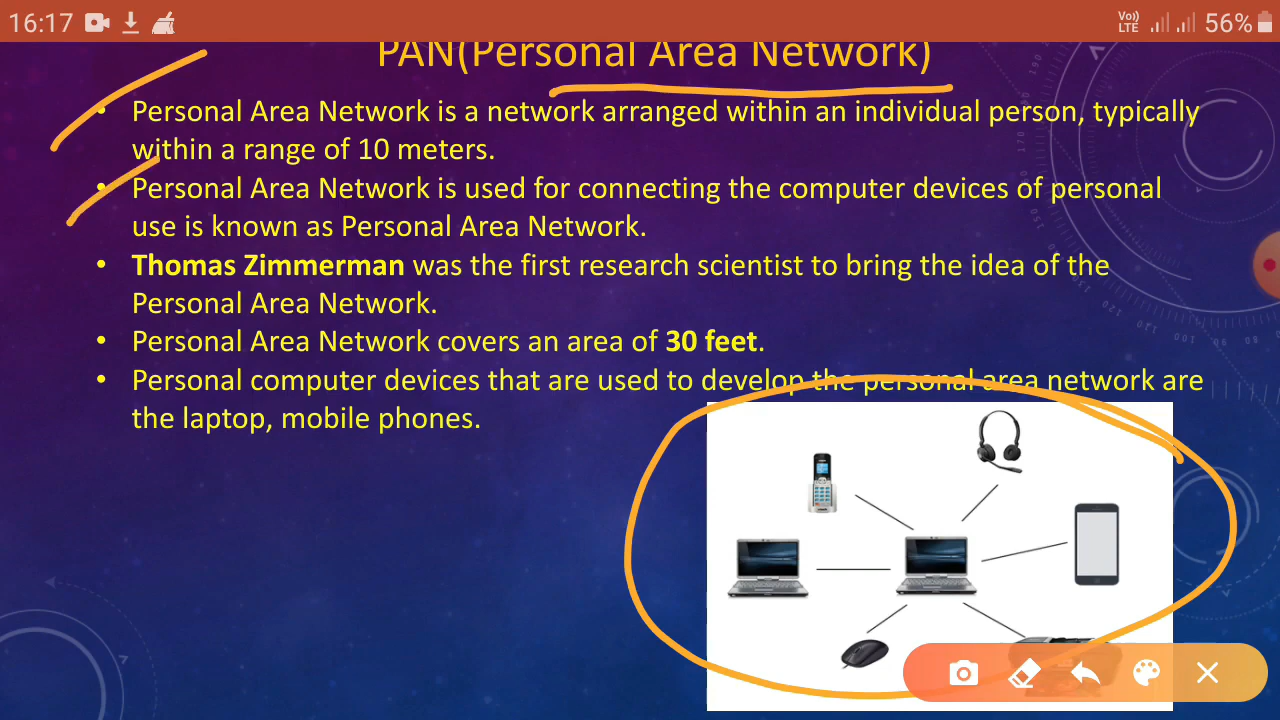 16:17 Vo)) LTE 56%
PAN(Personal Area Network)
• Personal Area Network is a network arranged within an individual person, typically
within a range of 10 meters.
• Personal Area Network is used for connecting the computer devices of personal
use is known as Personal Area Network.
• Thomas Zimmerman was the first research scientist to bring the idea of the
Personal Area Network.
• Personal Area Network covers an area of 30 feet.
• Personal computer devices that are used to develop the personal area network are
the laptop, mobile phones.